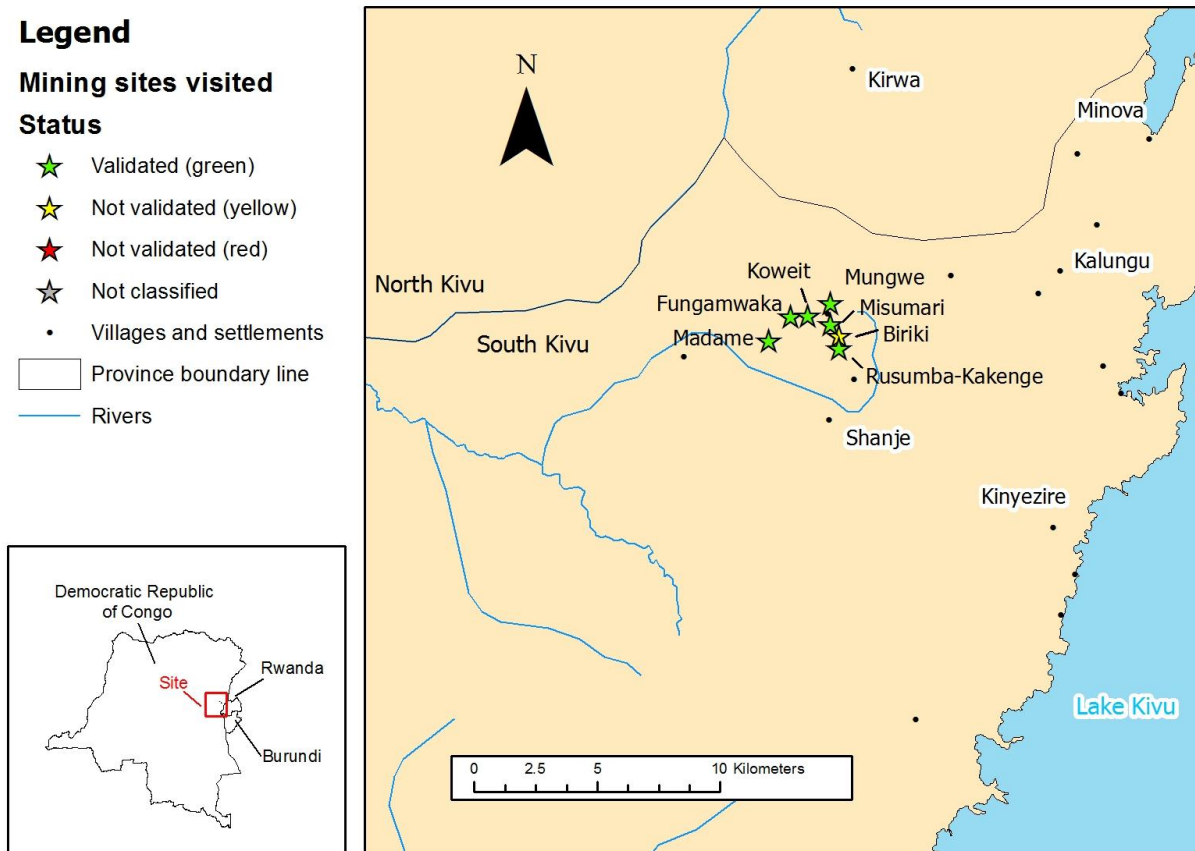 Legend
Mining sites visited
Status
Validated (green)
Not validated (yellow)
Not validated (red)
Not classified
Villages and settlements
Province boundary line
Rivers
Democratic Republic
of Congo
Site
Rwanda
Burundi
N
Kirwa
Minova
Kalungu
North Kivu
South Kivu
Koweit
Mungwe
Fungamwaka
Misumari
Madame
Biriki
Rusumba-Kakenge
Shanje
Kinyezire
Lake Kivu
0 2.5 5 10 Kilometers